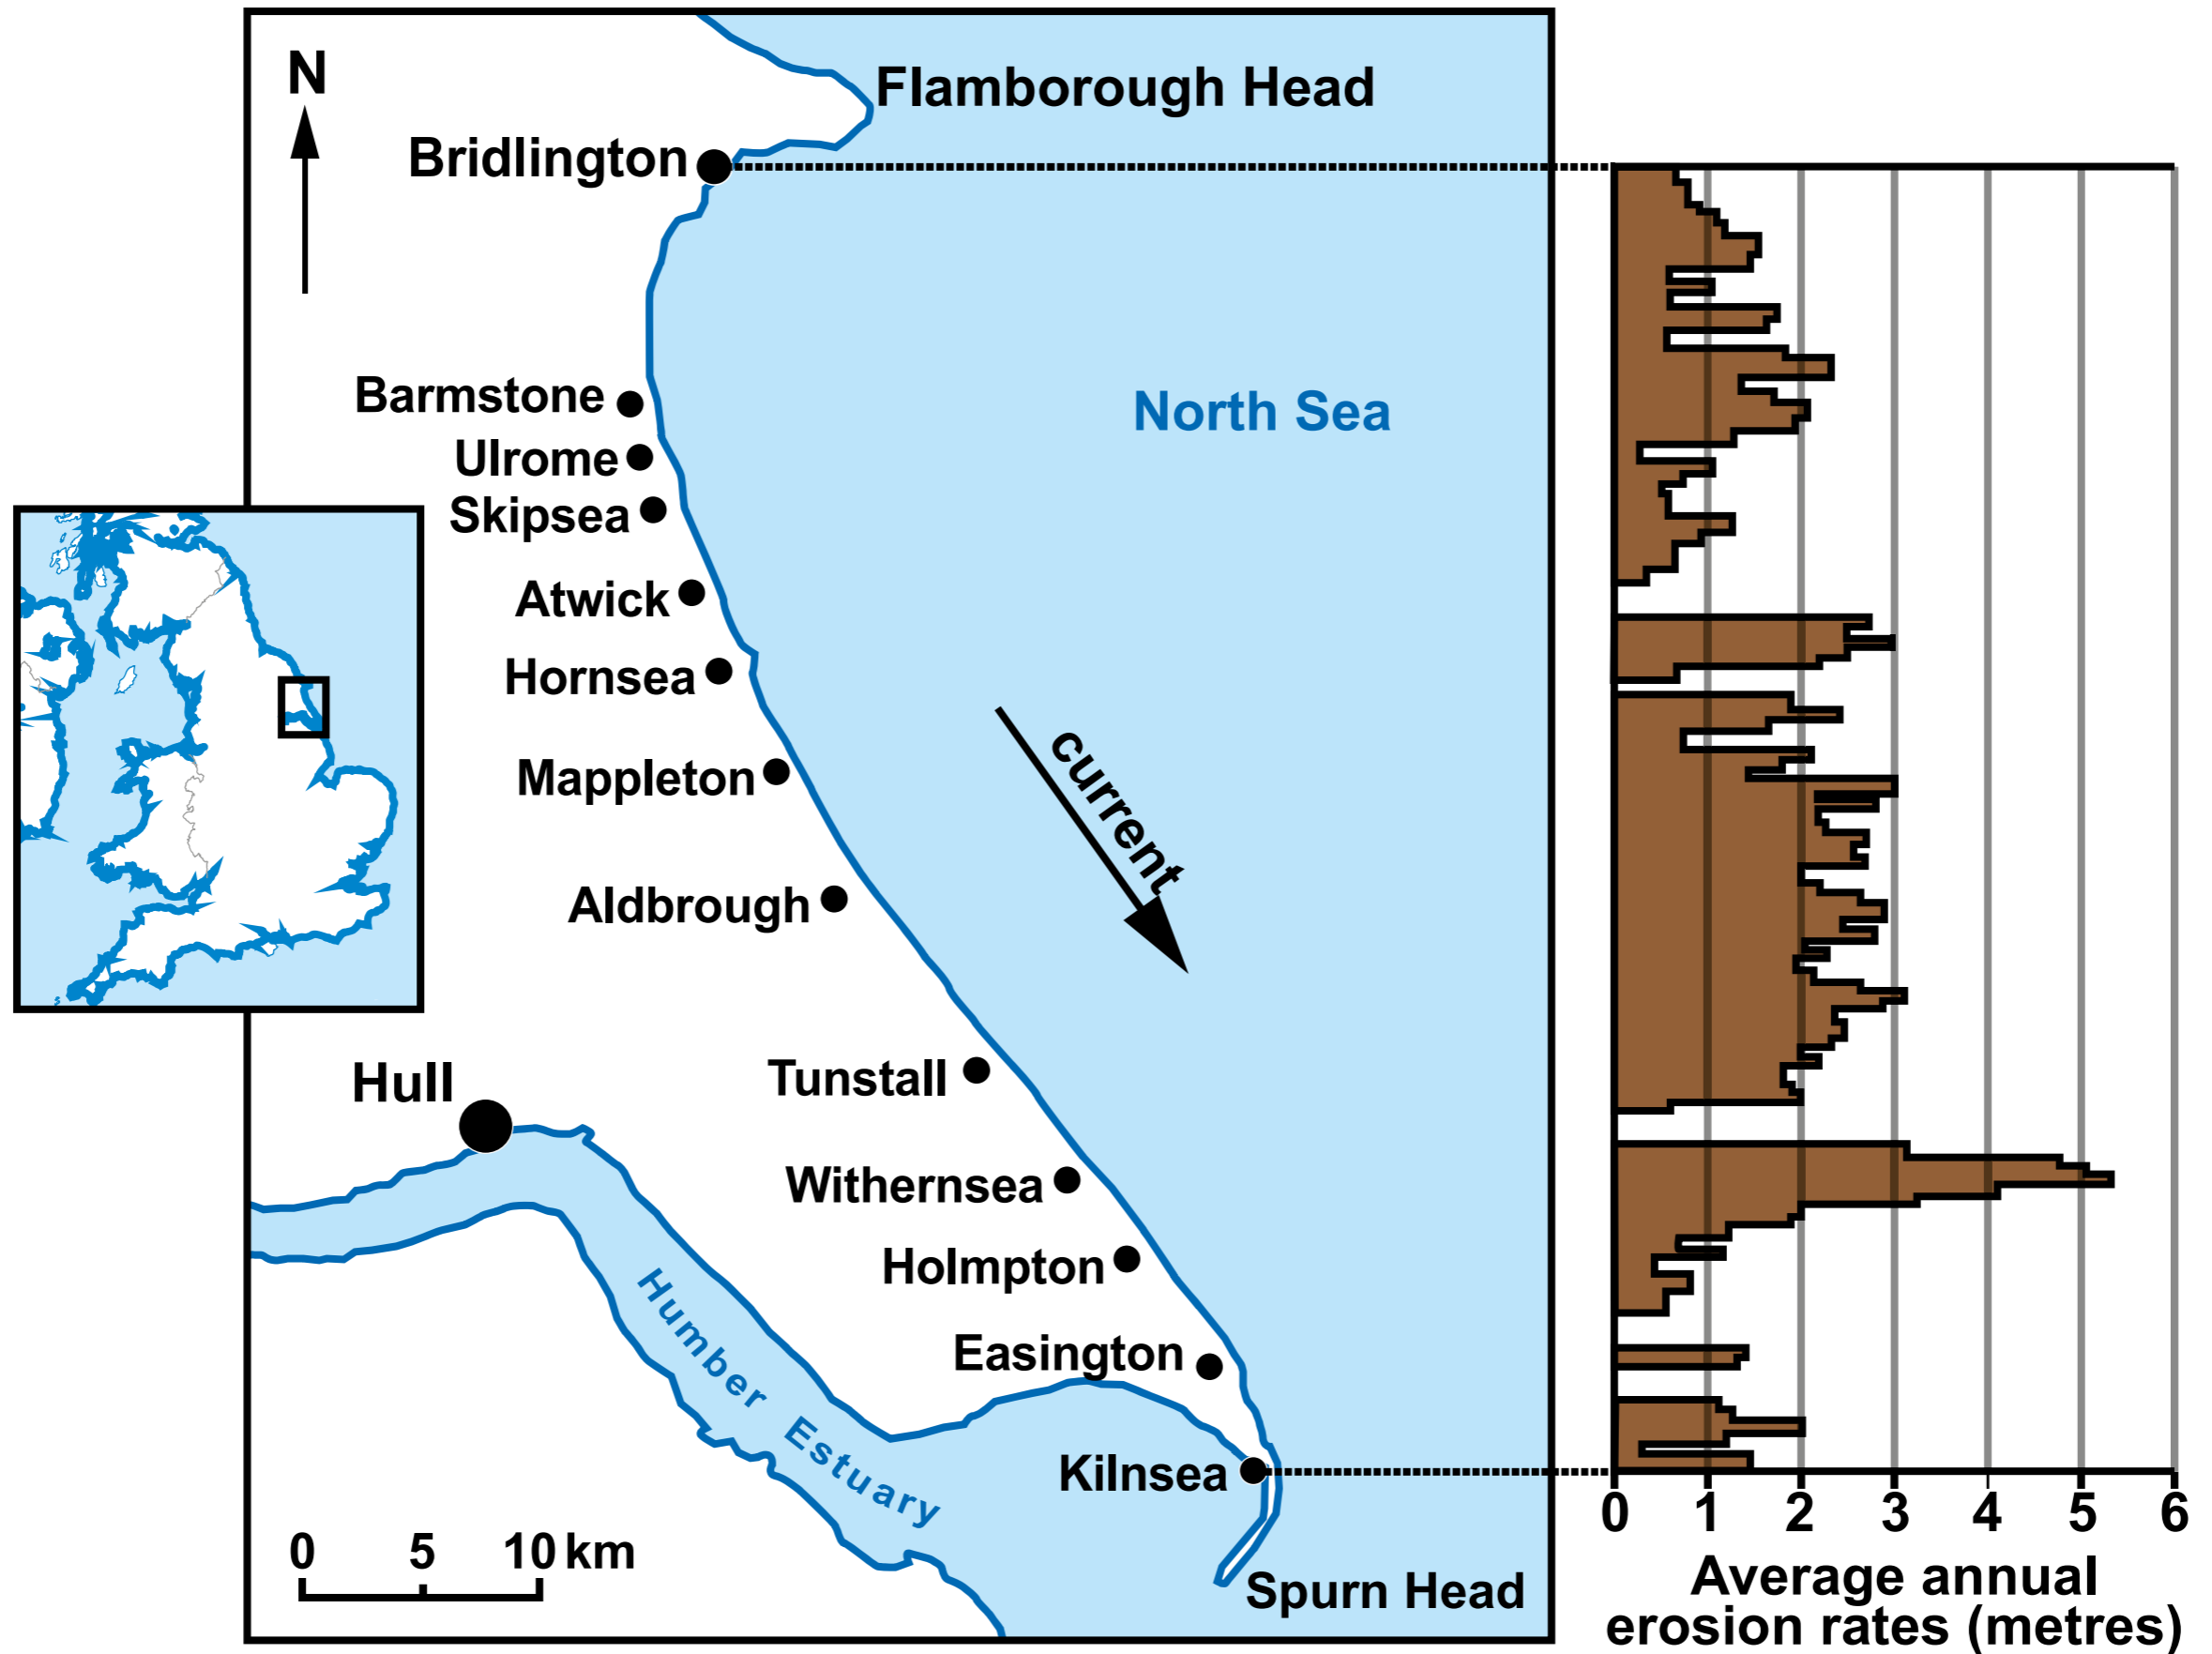 N
Flamborough Head
Bridlington
Barmstone
North Sea
Ulrome
Skipsea
Atwick
Hornsea
current
Mappleton
Aldbrough
Hull
Tunstall
Withernsea
Holmpton
Humber Estuary
Easington
Kilnsea
0 5 10 km
Spurn Head
0 1 2 3 4 5 6
Average annual
erosion rates (metres)